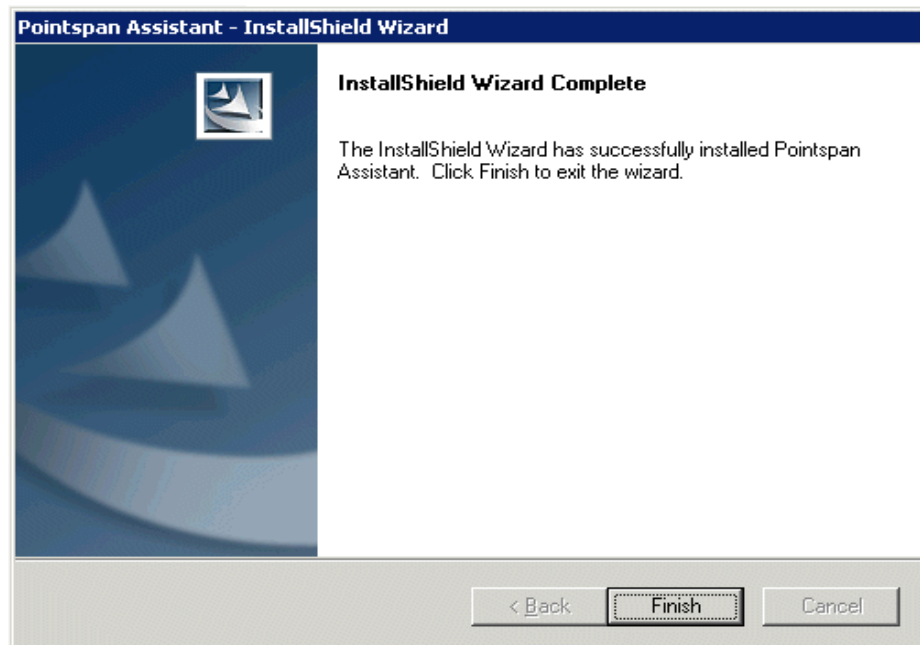 Pointspan Assistant - InstallShield Wizard
InstallShield Wizard Complete
The InstallShield Wizard has successfully installed Pointspan
Assistant. Click Finish to exit the wizard.
< Back
Finish
Cancel